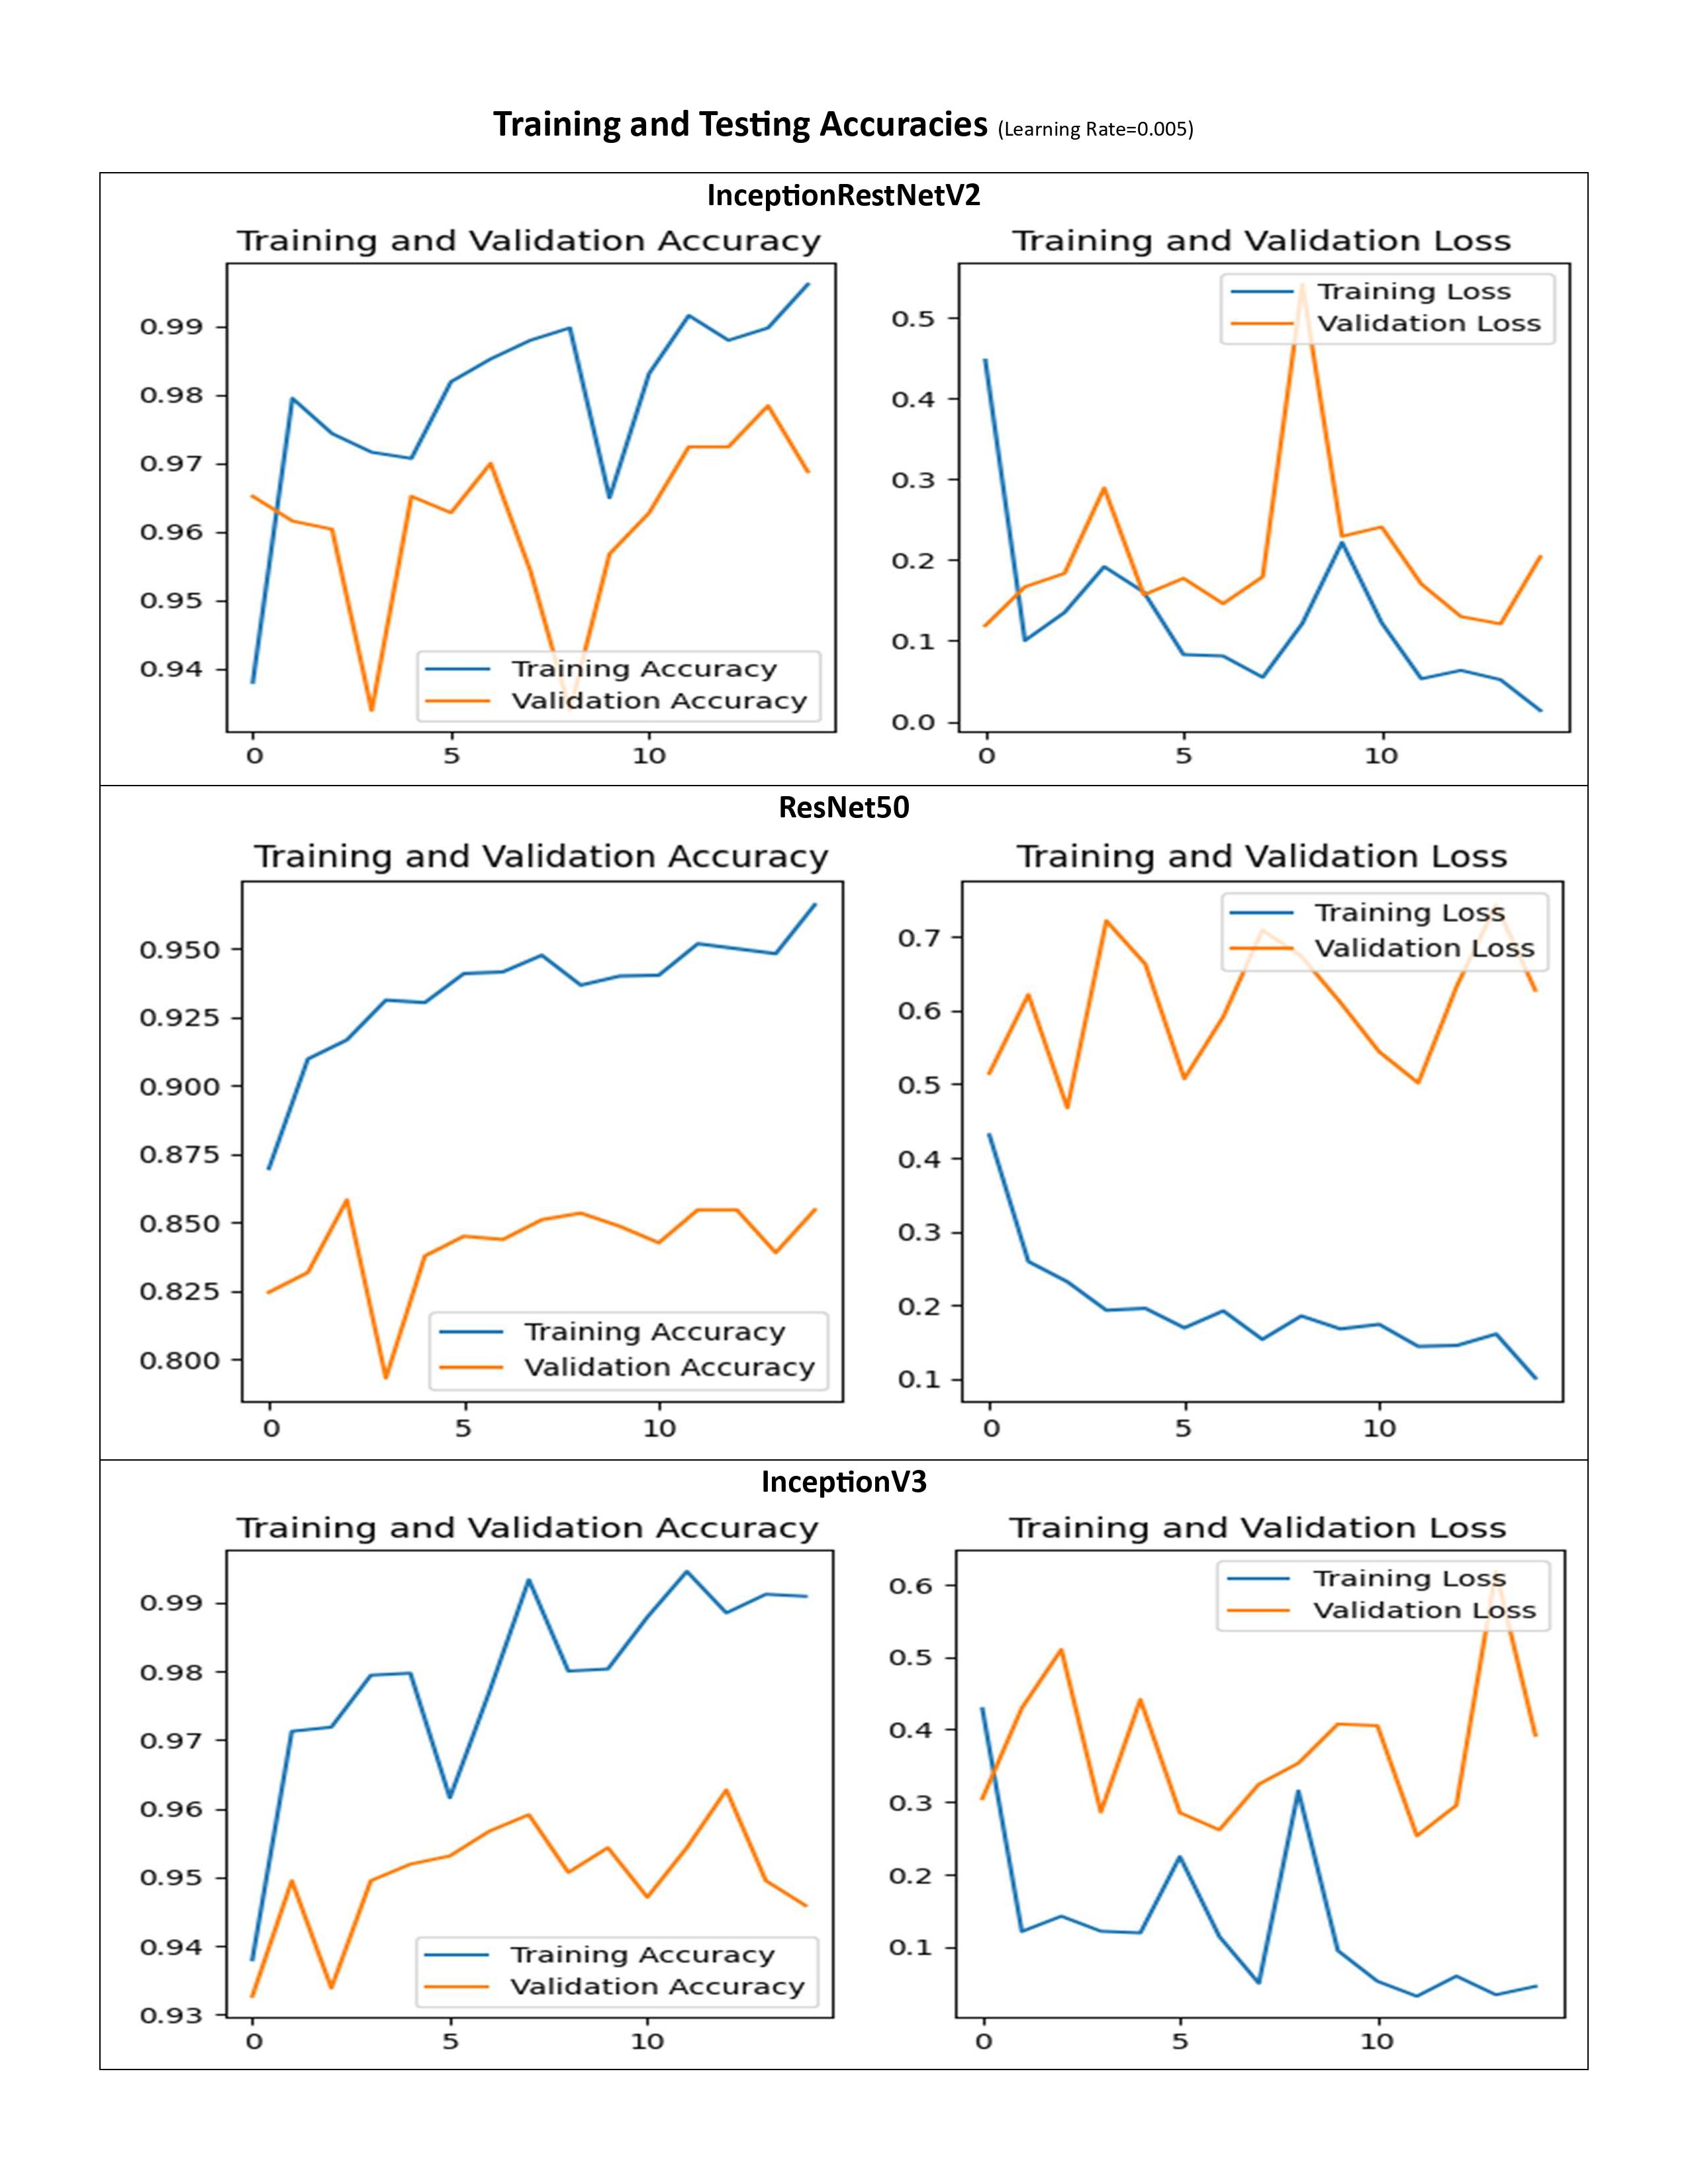 Training and Testing Accuracies (Learning Rate=0.005)
InceptionRestNetV2
Training and Validation Accuracy
0.99
0.98
0.97
0.96
0.95
0.94
Training Accuracy
Validation Accuracy
0 5 10
Training and Validation Loss
Training Loss
Validation Loss
0.5
0.4
0.3
0.2
0.1
0.0
0 5 10
ResNet50
Training and Validation Accuracy
0.950
0.925
0.900
0.875
0.850
0.825
0.800
Training Accuracy
Validation Accuracy
0 5 10
Training and Validation Loss
Training Loss
Validation Loss
0.7
0.6
0.5
0.4
0.3
0.2
0.1
0 5 10
InceptionV3
Training and Validation Accuracy
0.99
0.98
0.97
0.96
0.95
0.94
0.93
Training Accuracy
Validation Accuracy
0 5 10
Training and Validation Loss
Training Loss
Validation Loss
0.6
0.5
0.4
0.3
0.2
0.1
0 5 10